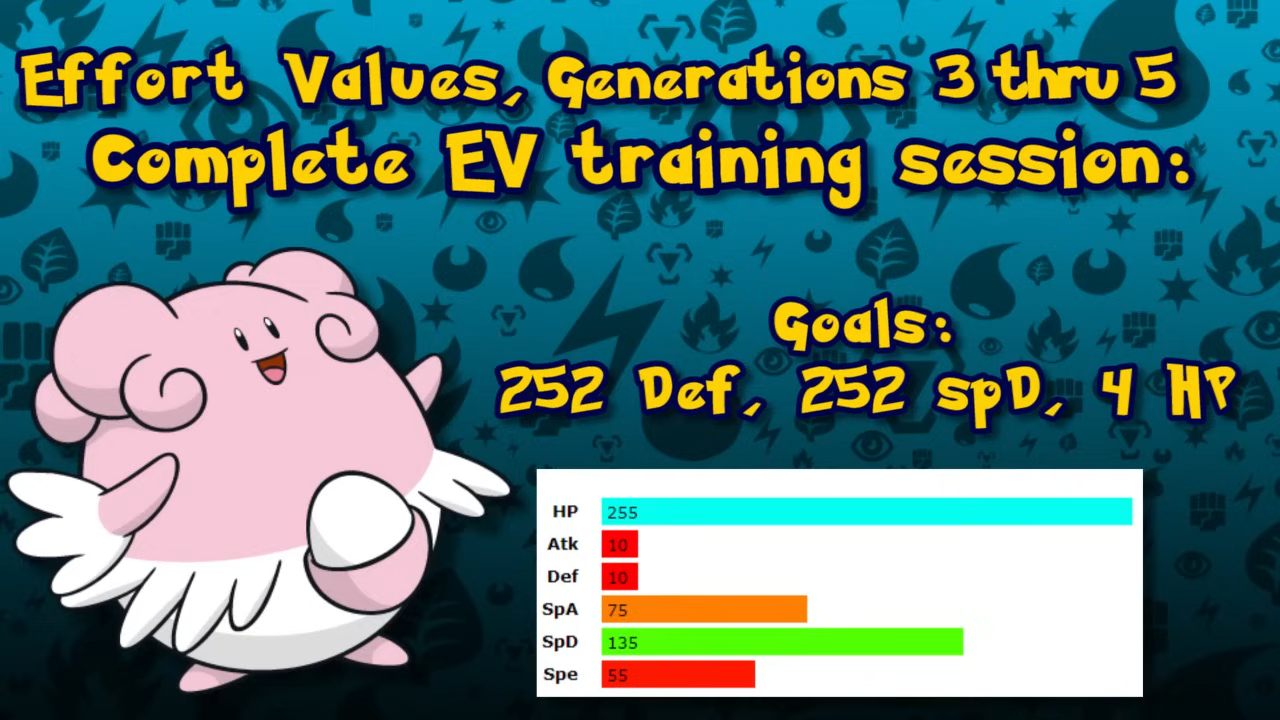 Effort Values, Generations 3 thru 5
Complete EV training session:
Goals:
252 Def, 252 spD, 4 HP
HP 255
Atk 10
Def 10
SpA 75
SpD 135
Spe 55